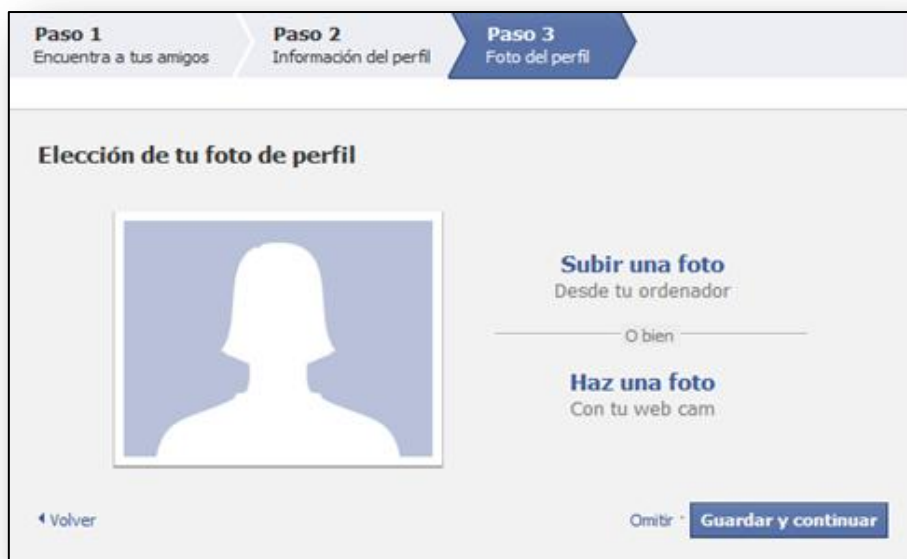 Paso 1
Encuentra a tus amigos
Paso 2
Información del perfil
Paso 3
Foto del perfil
Elección de tu foto de perfil
Subir una foto
Desde tu ordenador
O bien
Haz una foto
Con tu web cam
Volver
Omitir · Guardar y continuar